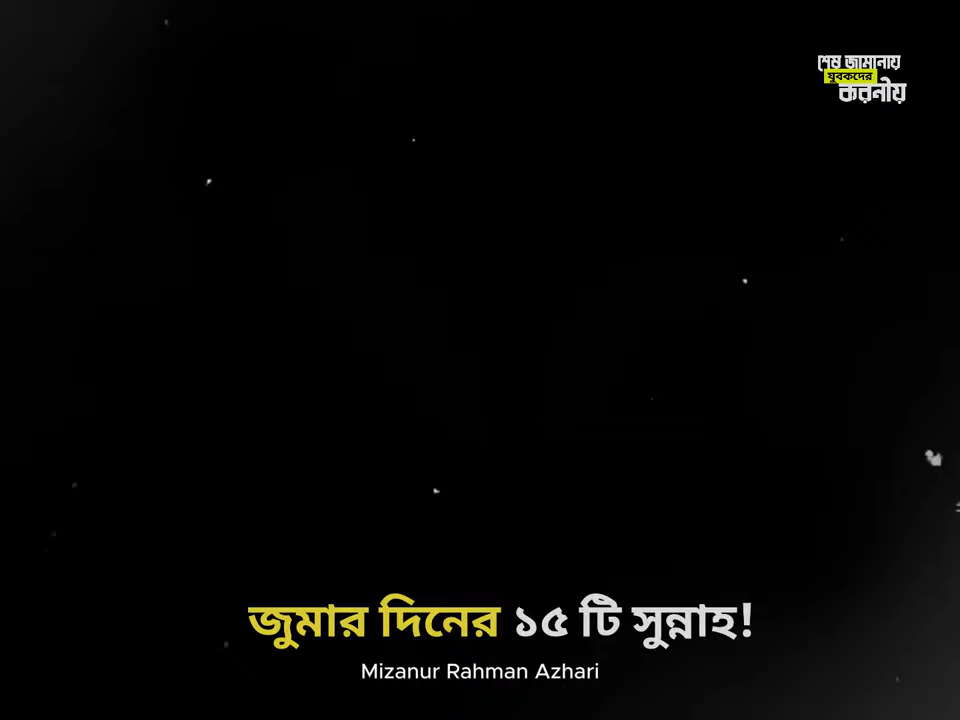 শেষ জামানায়
যুবকদের
করনীয়
জুমার দিনের ১৫ টি সুন্নাহ!
Mizanur Rahman Azhari